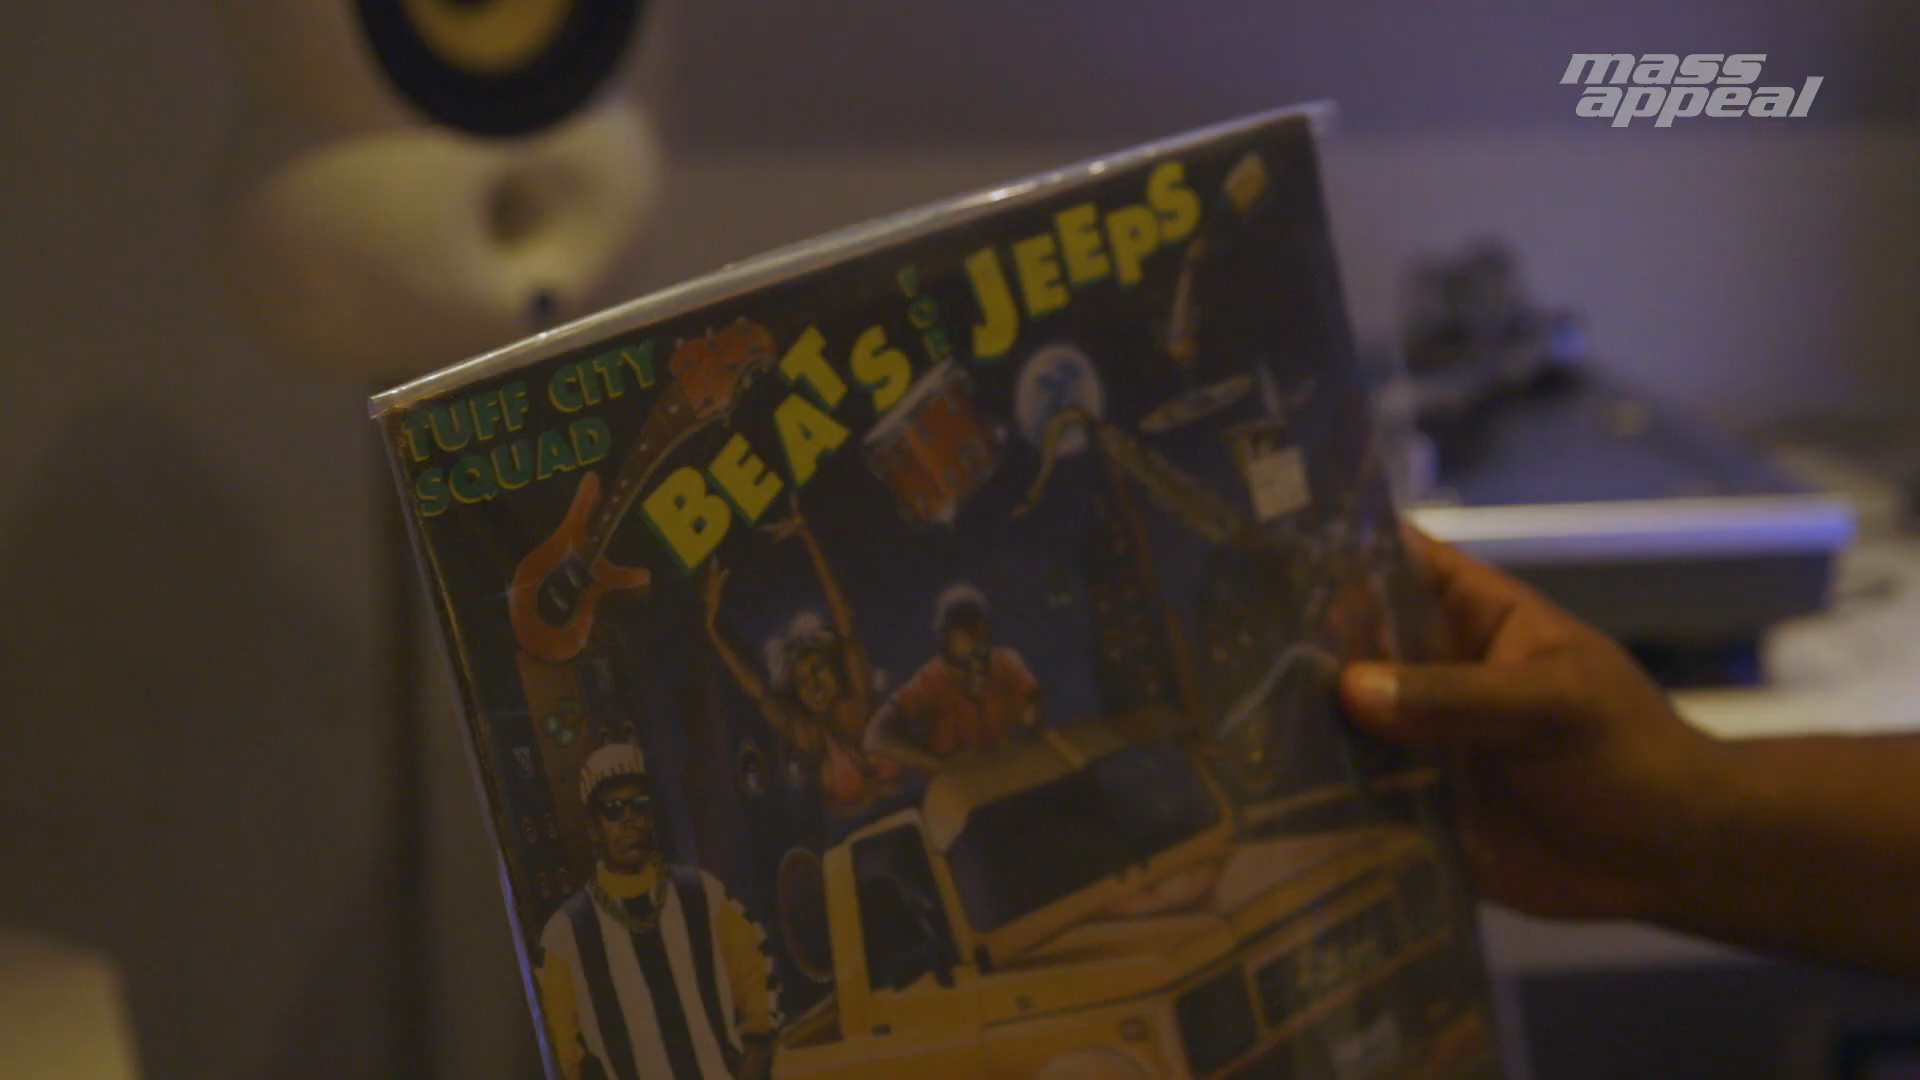 mass
appeal
TUFF CITY
SQUAD
BEATS FOR JEEPS